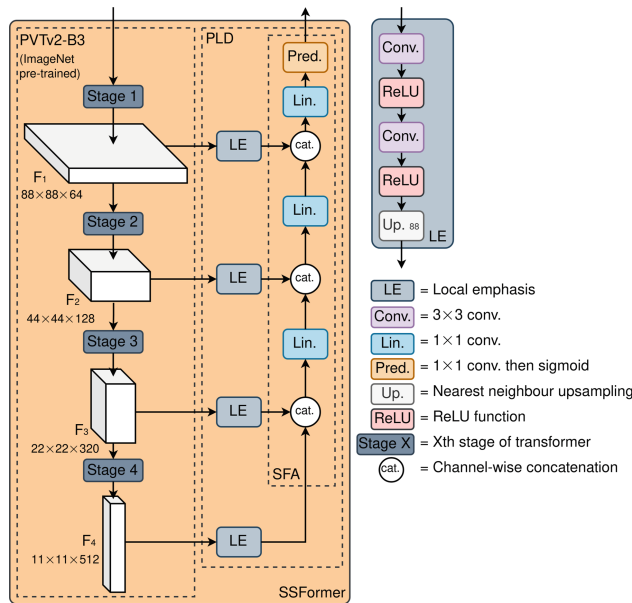 PVTv2-B3
(ImageNet
pre-trained)
Stage 1
F1
88×88×64
Stage 2
F2
44×44×128
Stage 3
F3
22×22×320
Stage 4
F4
11×11×512
PLD
LE
LE
LE
LE
Pred.
Lin.
cat.
Lin.
cat.
Lin.
cat.
SFA
SSFormer
Conv.
ReLU
Conv.
ReLU
Up. 88
LE
LE = Local emphasis
Conv. = 3×3 conv.
Lin. = 1×1 conv.
Pred. = 1×1 conv. then sigmoid
Up. = Nearest neighbour upsampling
ReLU = ReLU function
Stage X = Xth stage of transformer
cat. = Channel-wise concatenation